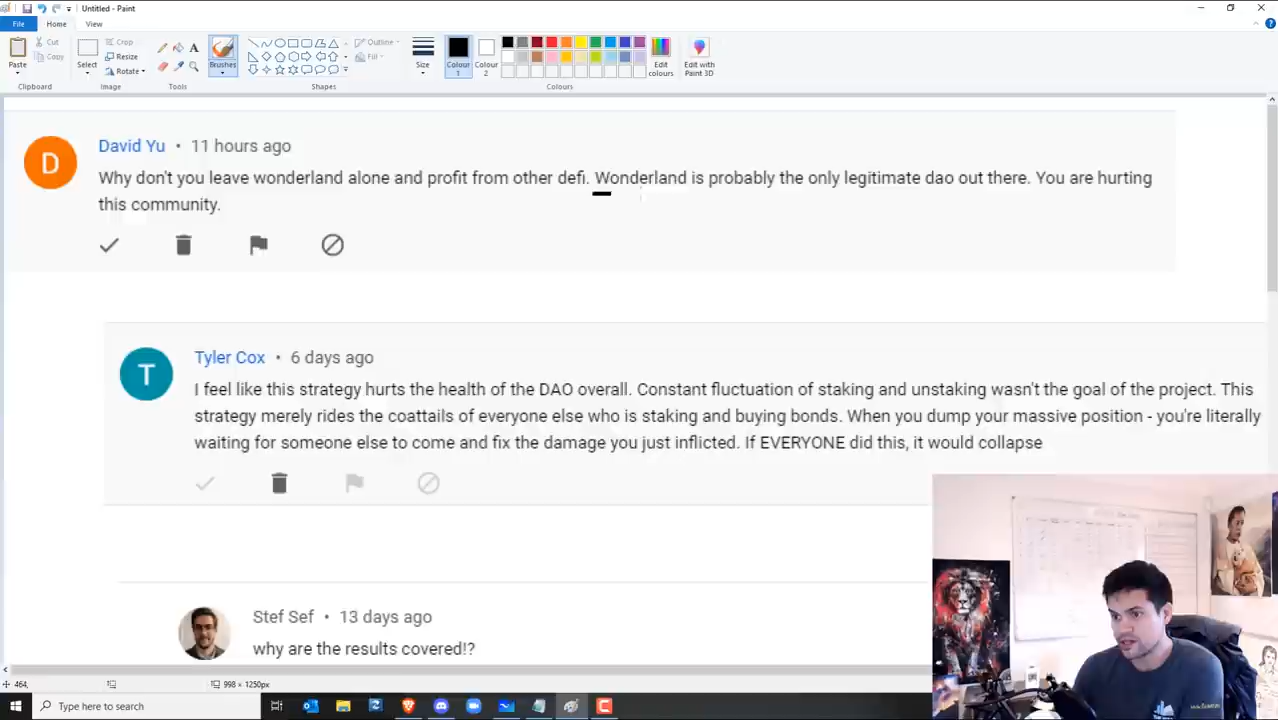 Untitled - Paint
File Home View
Paste Cut Copy Clipboard
Select Crop Resize Rotate Image
Tools
Brushes
Shapes Outline Fill
Size
Colour 1
Colour 2
Edit colours
Edit with Paint 3D
Colours
D
David Yu • 11 hours ago
Why don't you leave wonderland alone and profit from other defi. Wonderland is probably the only legitimate dao out there. You are hurting
this community.
T
Tyler Cox • 6 days ago
I feel like this strategy hurts the health of the DAO overall. Constant fluctuation of staking and unstaking wasn't the goal of the project. This
strategy merely rides the coattails of everyone else who is staking and buying bonds. When you dump your massive position - you're literally
waiting for someone else to come and fix the damage you just inflicted. If EVERYONE did this, it would collapse
Stef Sef • 13 days ago
why are the results covered!?
464,
998 × 1250px
Type here to search